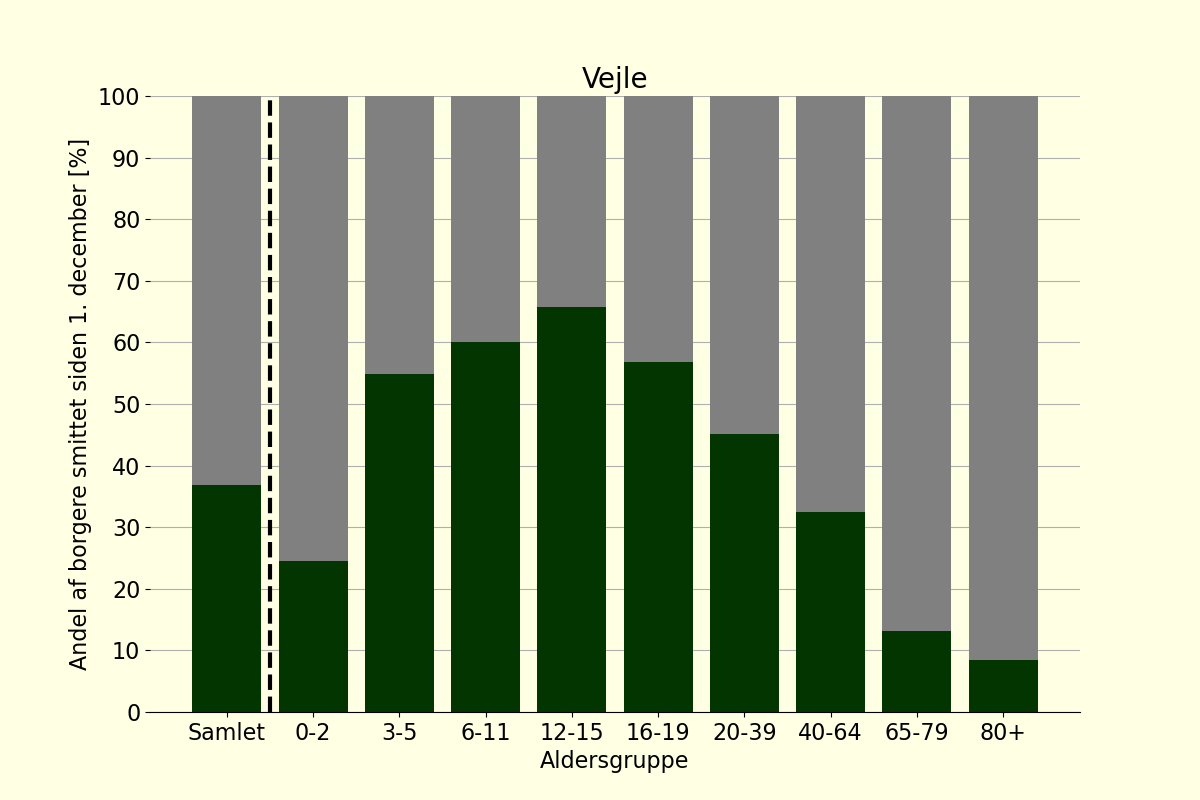 Vejle
Andel af borgere smittet siden 1. december [%]
100
90
80
70
60
50
40
30
20
10
0
Samlet 0-2 3-5 6-11 12-15 16-19 20-39 40-64 65-79 80+
Aldersgruppe